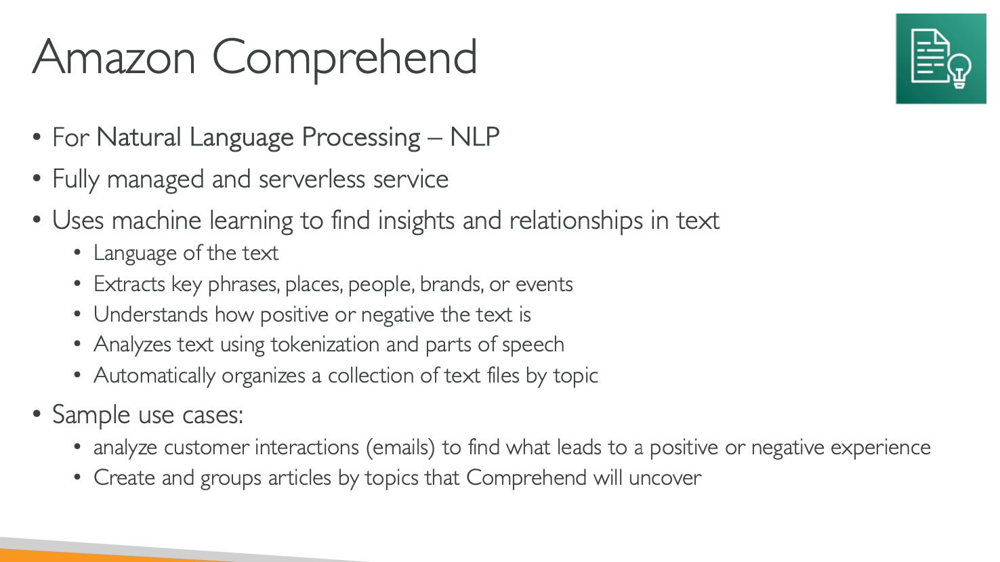 Amazon Comprehend
• For Natural Language Processing – NLP
• Fully managed and serverless service
• Uses machine learning to find insights and relationships in text
• Language of the text
• Extracts key phrases, places, people, brands, or events
• Understands how positive or negative the text is
• Analyzes text using tokenization and parts of speech
• Automatically organizes a collection of text files by topic
• Sample use cases:
• analyze customer interactions (emails) to find what leads to a positive or negative experience
• Create and groups articles by topics that Comprehend will uncover